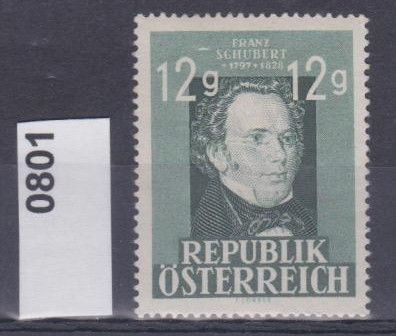 0801
FRANZ
SCHUBERT
* 1797 - † 1828
12g 12g
REPUBLIK
ÖSTERREICH